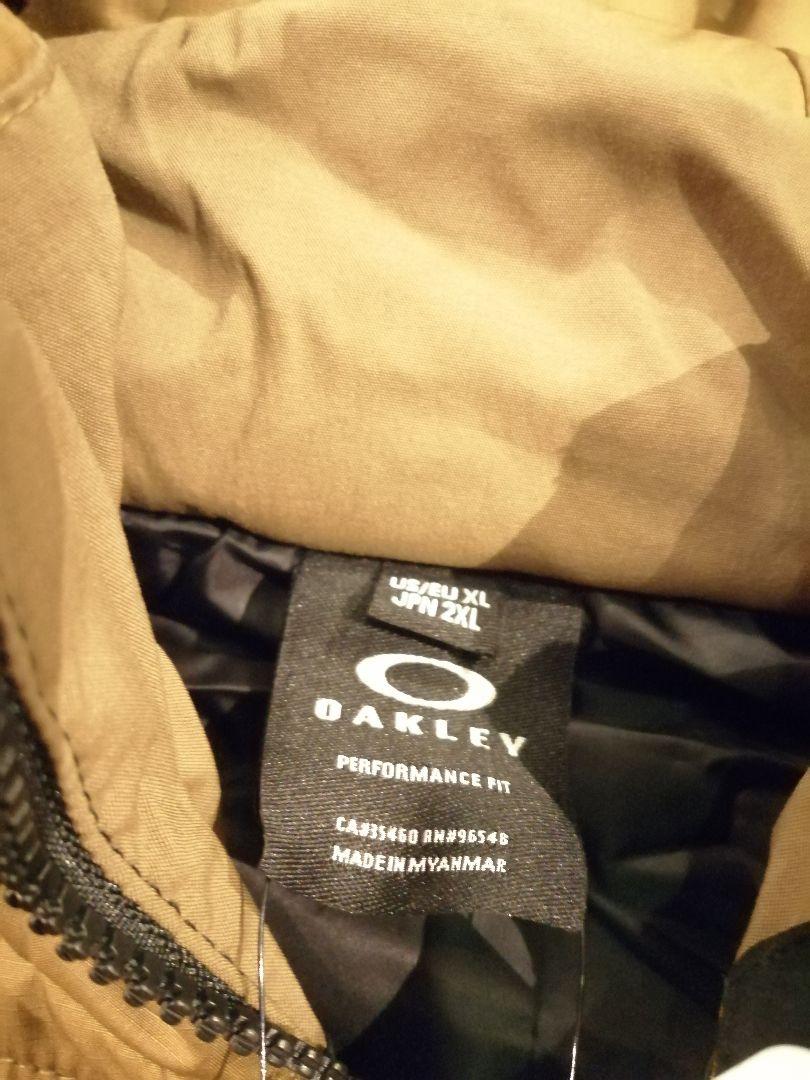 US/EU XL
JPN 2XL
OAKLEY
PERFORMANCE FIT
CA#35460 RN#96548
MADE IN MYANMAR